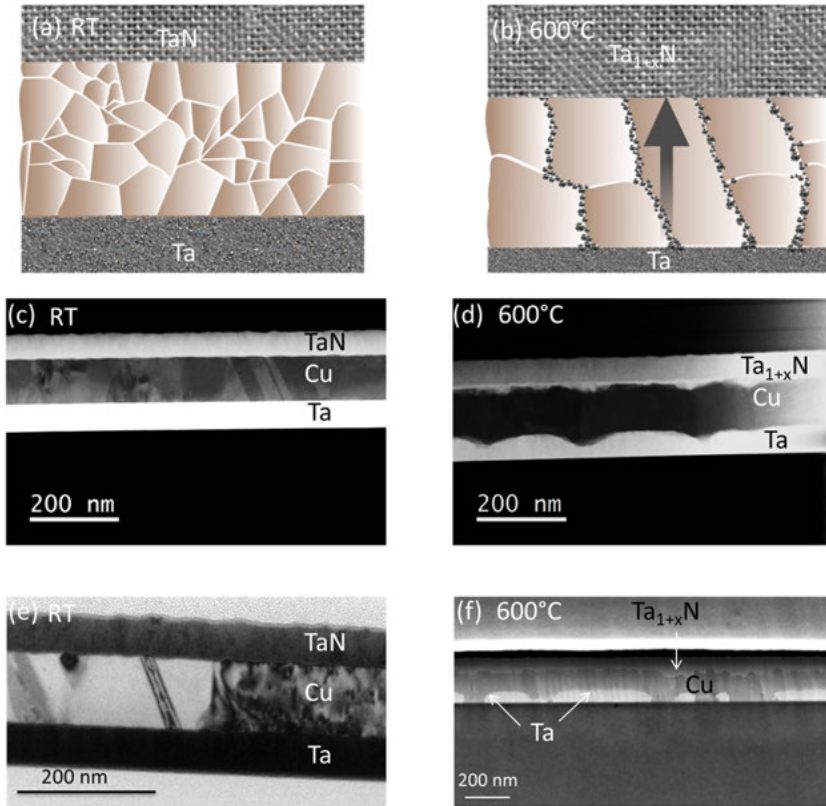 (a) RT
TaN
Ta
(b) 600°C
Ta₁₊ₓN
Ta
(c) RT
TaN
Cu
Ta
200 nm
(d) 600°C
Ta₁₊ₓN
Cu
Ta
200 nm
(e) RT
TaN
Cu
Ta
200 nm
(f) 600°C
Ta₁₊ₓN
Cu
Ta
200 nm